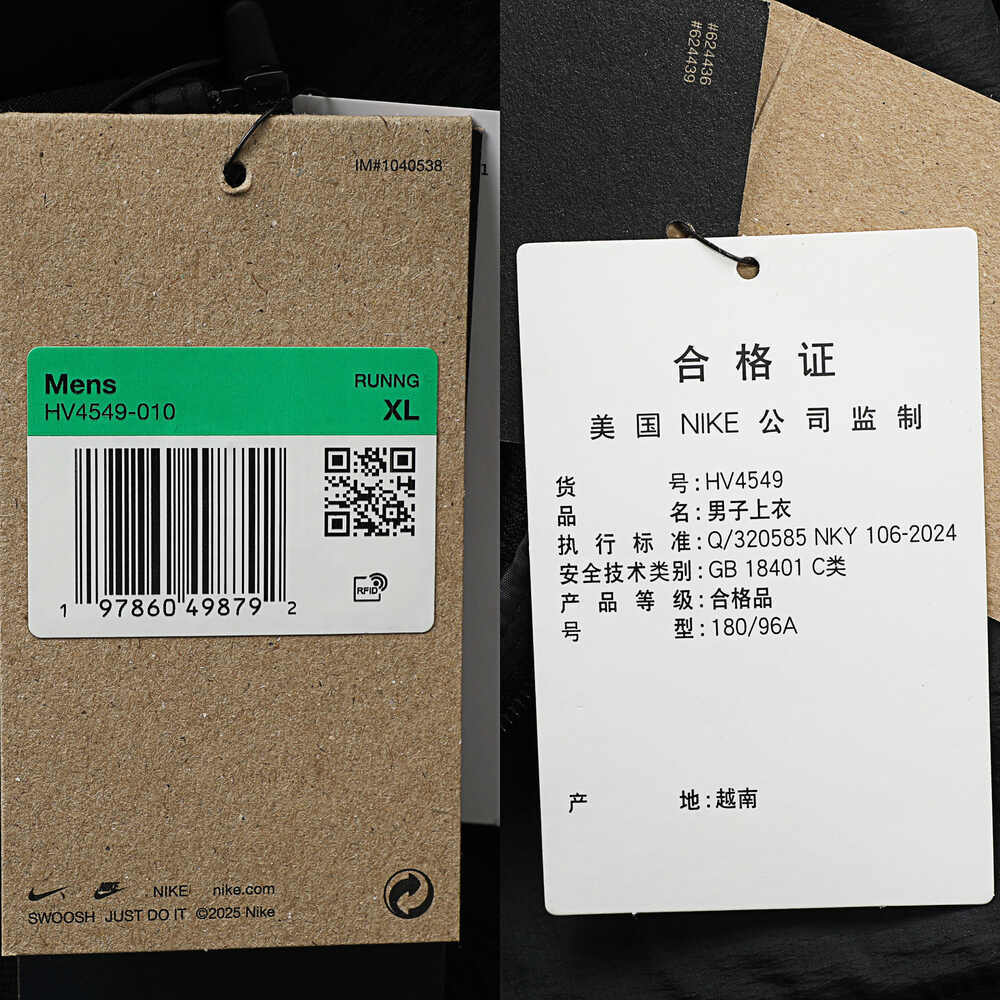 IM#1040538
1
Mens
RUNNG
HV4549-010
XL
1 97860 49879 2
RFID
NIKE NIKE nike.com
SWOOSH JUST DO IT ©2025 Nike
#624436
#624439
合格证
美国 NIKE 公司监制
货号:HV4549
品名:男子上衣
执行标准:Q/320585 NKY 106-2024
安全技术类别:GB 18401 C类
产品等级:合格品
号型:180/96A
产地:越南